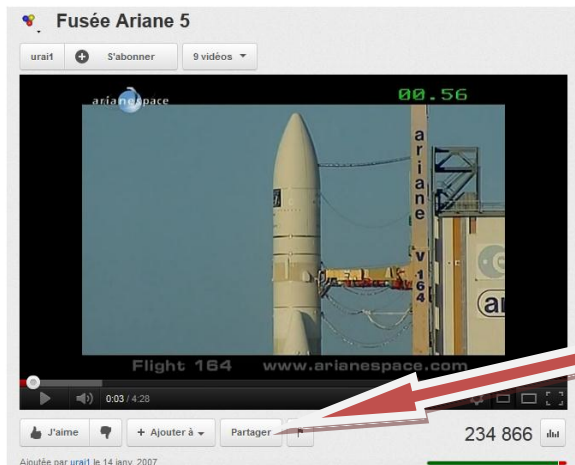 Fusée Ariane 5
urai1 S'abonner 9 vidéos
arianespace 00.56
ariane V164
ar
Flight 164 www.arianespace.com
0:03 / 4:28
J'aime + Ajouter à Partager 234 866
Ajoutée par urai1 le 14 janv. 2007